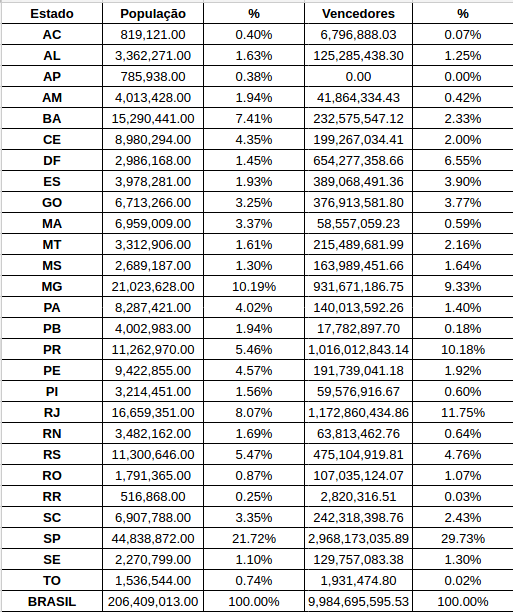 Estado População % Vencedores %
AC 819,121.00 0.40% 6,796,888.03 0.07%
AL 3,362,271.00 1.63% 125,285,438.30 1.25%
AP 785,938.00 0.38% 0.00 0.00%
AM 4,013,428.00 1.94% 41,864,334.43 0.42%
BA 15,290,441.00 7.41% 232,575,547.12 2.33%
CE 8,980,294.00 4.35% 199,267,034.41 2.00%
DF 2,986,168.00 1.45% 654,277,358.66 6.55%
ES 3,978,281.00 1.93% 389,068,491.36 3.90%
GO 6,713,266.00 3.25% 376,913,581.80 3.77%
MA 6,959,009.00 3.37% 58,557,059.23 0.59%
MT 3,312,906.00 1.61% 215,489,681.99 2.16%
MS 2,689,187.00 1.30% 163,989,451.66 1.64%
MG 21,023,628.00 10.19% 931,671,186.75 9.33%
PA 8,287,421.00 4.02% 140,013,592.26 1.40%
PB 4,002,983.00 1.94% 17,782,897.70 0.18%
PR 11,262,970.00 5.46% 1,016,012,843.14 10.18%
PE 9,422,855.00 4.57% 191,739,041.18 1.92%
PI 3,214,451.00 1.56% 59,576,916.67 0.60%
RJ 16,659,351.00 8.07% 1,172,860,434.86 11.75%
RN 3,482,162.00 1.69% 63,813,462.76 0.64%
RS 11,300,646.00 5.47% 475,104,919.81 4.76%
RO 1,791,365.00 0.87% 107,035,124.07 1.07%
RR 516,868.00 0.25% 2,820,316.51 0.03%
SC 6,907,788.00 3.35% 242,318,398.76 2.43%
SP 44,838,872.00 21.72% 2,968,173,035.89 29.73%
SE 2,270,799.00 1.10% 129,757,083.38 1.30%
TO 1,536,544.00 0.74% 1,931,474.80 0.02%
BRASIL 206,409,013.00 100.00% 9,984,695,595.53 100.00%